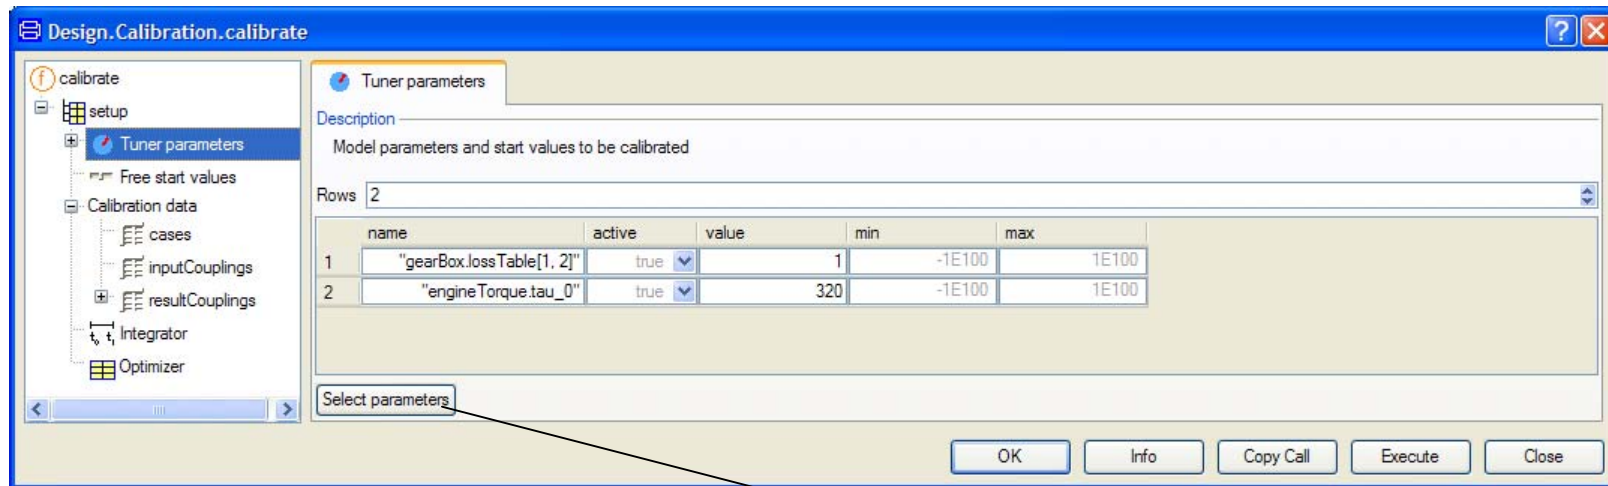 Design.Calibration.calibrate
calibrate
setup
Tuner parameters
Free start values
Calibration data
cases
inputCouplings
resultCouplings
Integrator
Optimizer
Tuner parameters
Description
Model parameters and start values to be calibrated
Rows 2
name active value min max
1 "gearBox.lossTable[1, 2]" true 1 -1E100 1E100
2 "engineTorque.tau_0" true 320 -1E100 1E100
Select parameters
OK Info Copy Call Execute Close